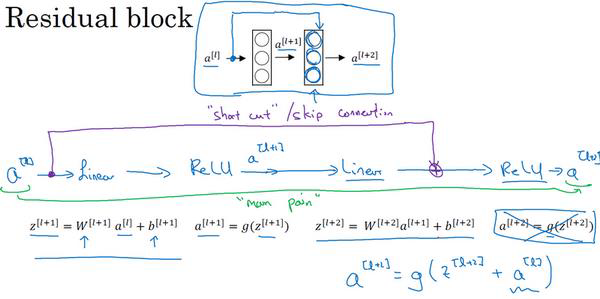 Residual block
a^[l] a^[l+1] a^[l+2]
"short cut" / skip connection
a^[l] → Linear → ReLU a^[l+1] → Linear → ReLU → a^[l+2]
"main path"
z^[l+1] = W^[l+1] a^[l] + b^[l+1] a^[l+1] = g(z^[l+1]) z^[l+2] = W^[l+2] a^[l+1] + b^[l+2] a^[l+2] = g(z^[l+2])
a^[l+2] = g(z^[l+2] + a^[l])